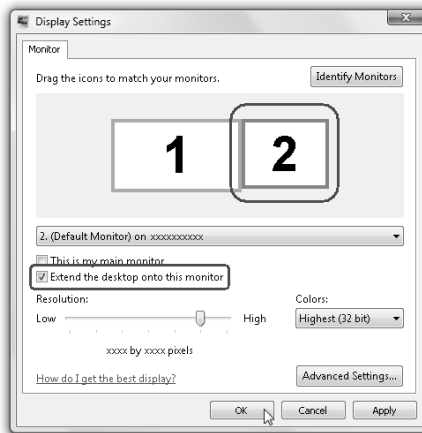 Display Settings
Monitor
Drag the icons to match your monitors.
Identify Monitors
1
2
2. (Default Monitor) on xxxxxxxxxx
This is my main monitor
Extend the desktop onto this monitor
Resolution:
Colors:
Low
High
Highest (32 bit)
xxxx by xxxx pixels
How do I get the best display?
Advanced Settings...
OK
Cancel
Apply